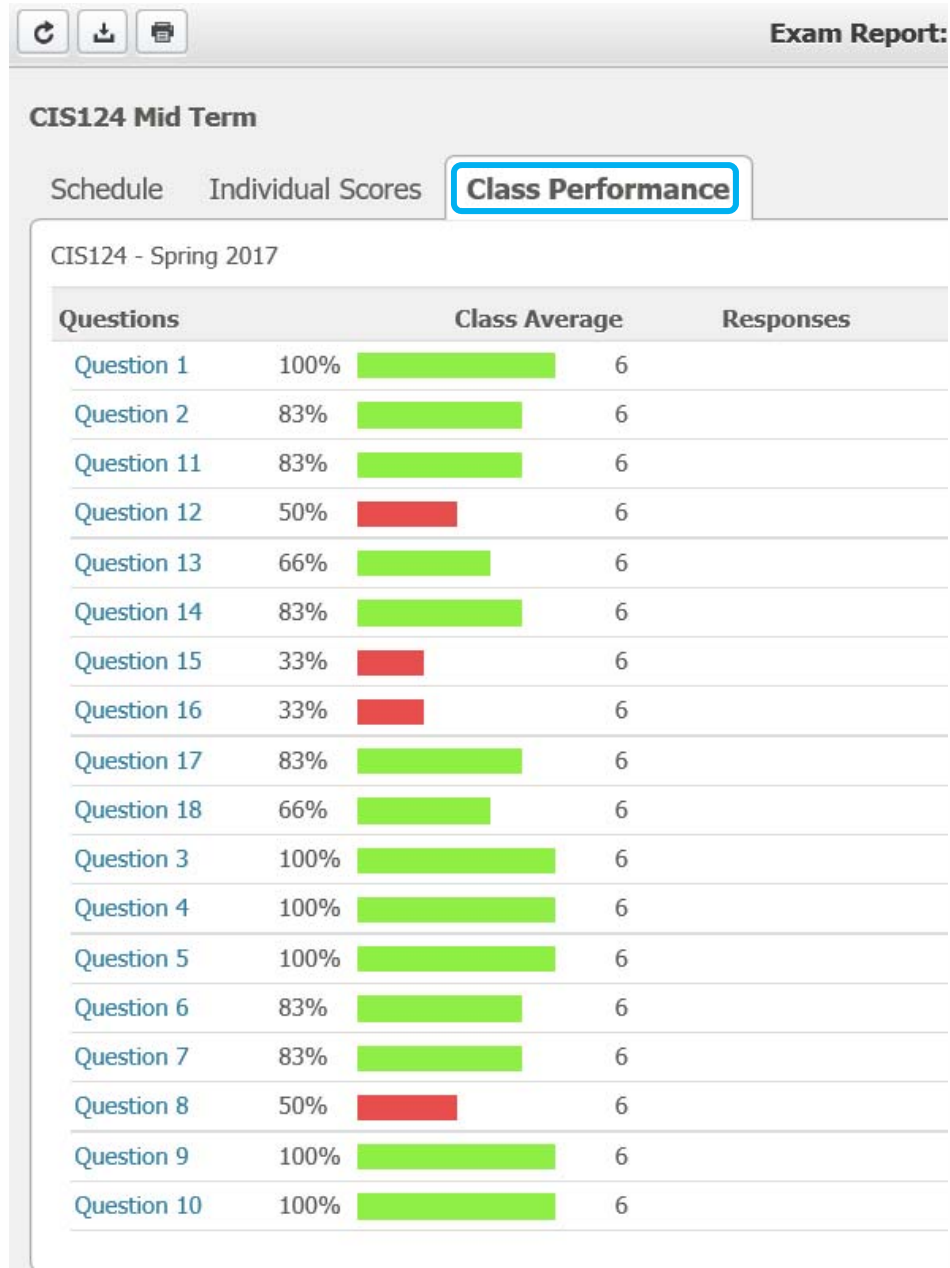 Exam Report:
CIS124 Mid Term
Schedule Individual Scores Class Performance
CIS124 - Spring 2017
Questions Class Average Responses
Question 1 100% 6
Question 2 83% 6
Question 11 83% 6
Question 12 50% 6
Question 13 66% 6
Question 14 83% 6
Question 15 33% 6
Question 16 33% 6
Question 17 83% 6
Question 18 66% 6
Question 3 100% 6
Question 4 100% 6
Question 5 100% 6
Question 6 83% 6
Question 7 83% 6
Question 8 50% 6
Question 9 100% 6
Question 10 100% 6